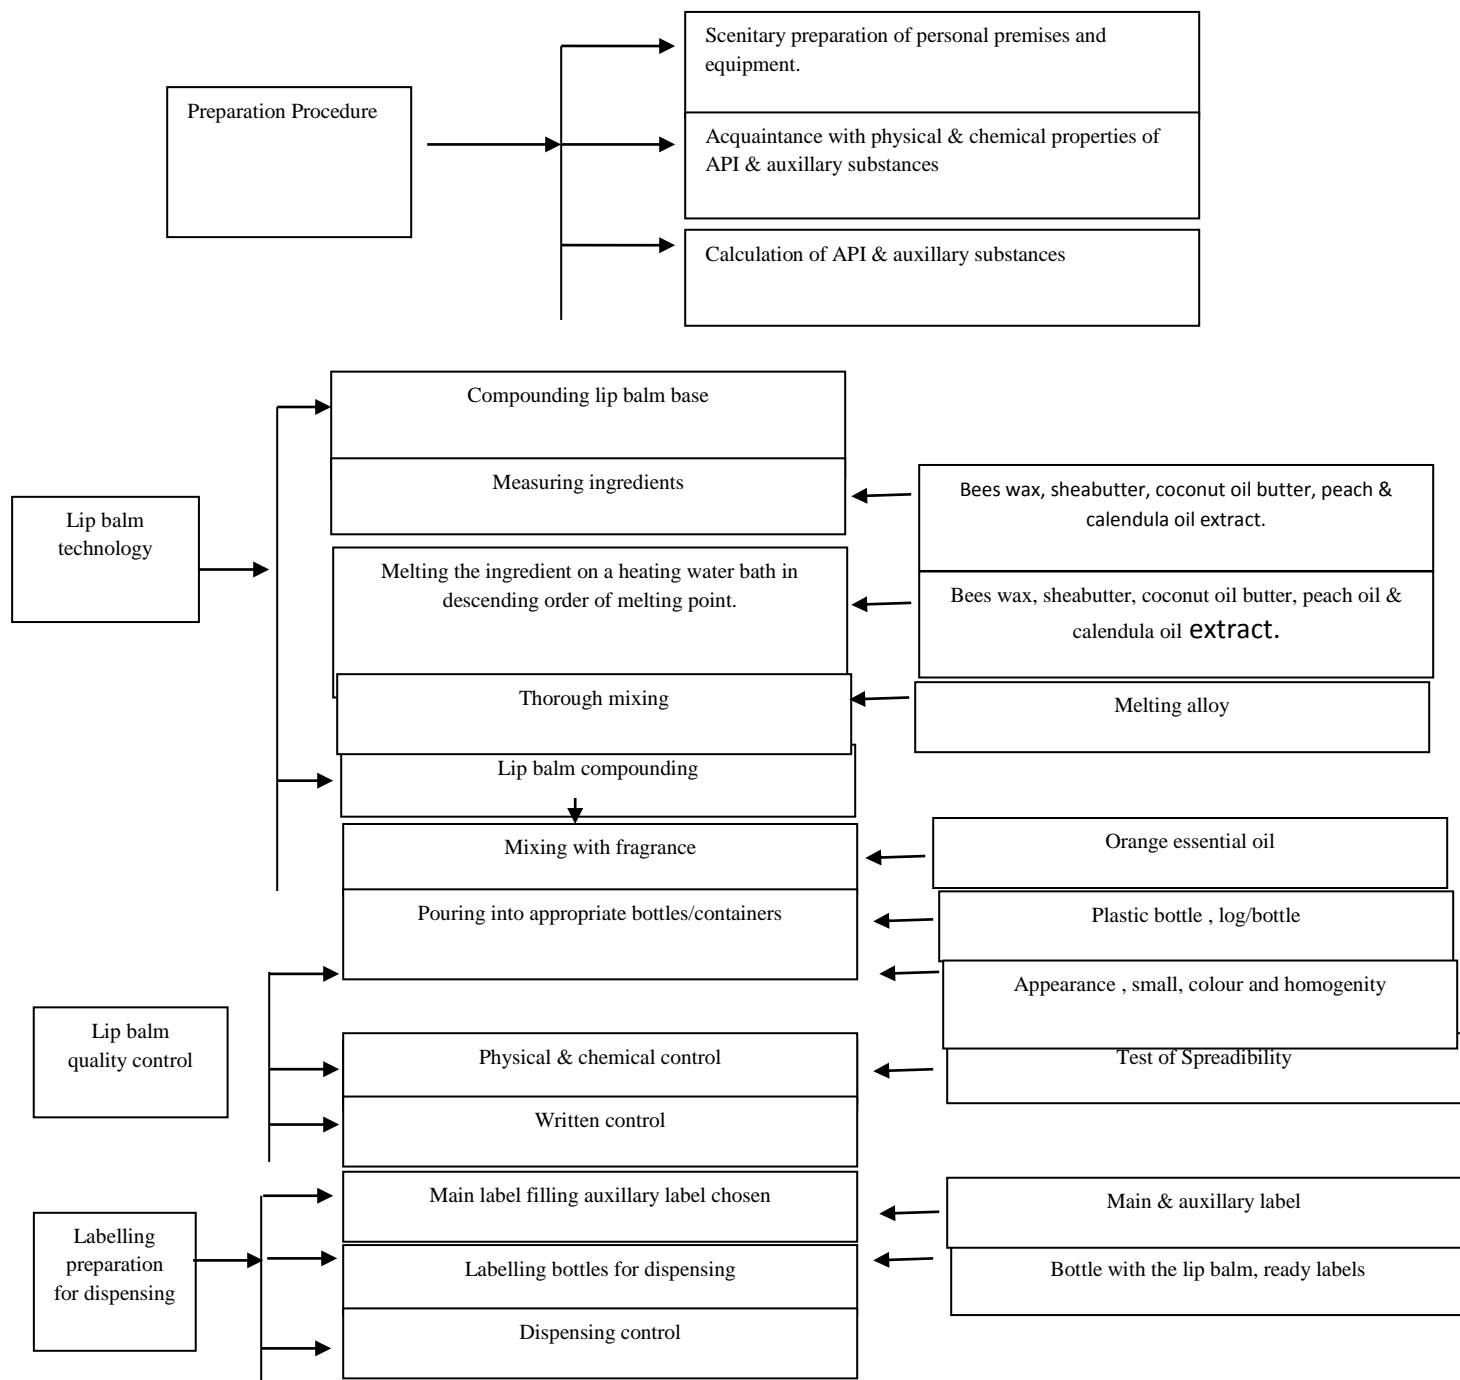 Scenitary preparation of personal premises and
equipment.
Preparation Procedure
Acquaintance with physical & chemical properties of
API & auxillary substances
Calculation of API & auxillary substances
Compounding lip balm base
Measuring ingredients
Bees wax, sheabutter, coconut oil butter, peach &
calendula oil extract.
Lip balm
technology
Melting the ingredient on a heating water bath in
descending order of melting point.
Bees wax, sheabutter, coconut oil butter, peach oil &
calendula oil extract.
Thorough mixing
Melting alloy
Lip balm compounding
Mixing with fragrance
Orange essential oil
Pouring into appropriate bottles/containers
Plastic bottle , log/bottle
Appearance , small, colour and homogenity
Lip balm
quality control
Physical & chemical control
Test of Spreadibility
Written control
Main label filling auxillary label chosen
Main & auxillary label
Labelling
preparation
for dispensing
Labelling bottles for dispensing
Bottle with the lip balm, ready labels
Dispensing control